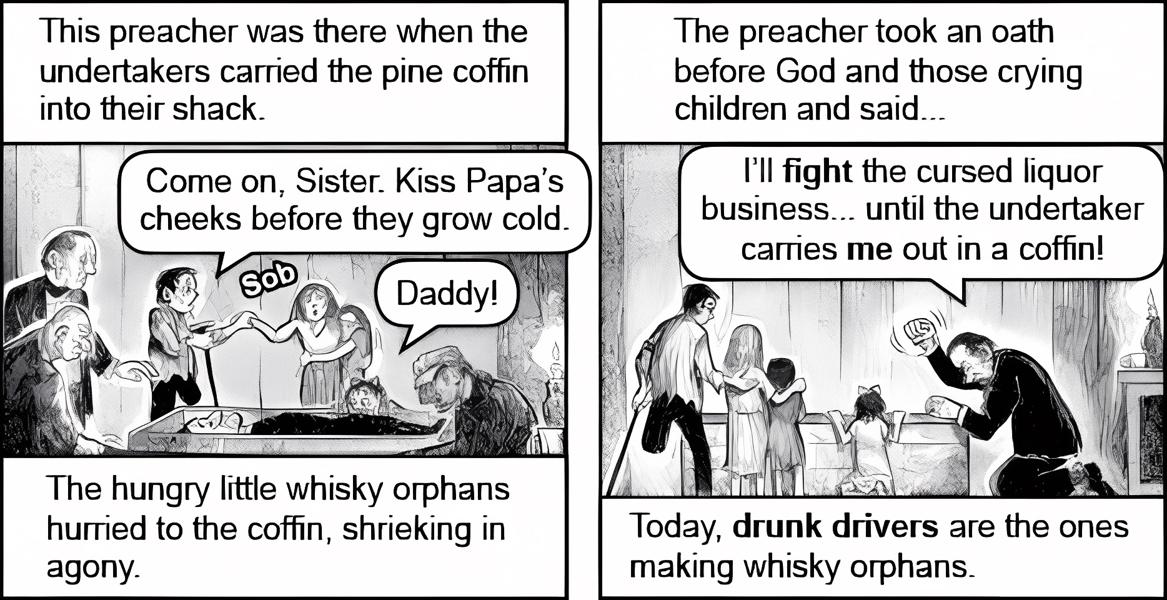 This preacher was there when the
undertakers carried the pine coffin
into their shack.
Come on, Sister. Kiss Papa's
cheeks before they grow cold.
Sob
Daddy!
The hungry little whisky orphans
hurried to the coffin, shrieking in
agony.
The preacher took an oath
before God and those crying
children and said...
I'll fight the cursed liquor
business... until the undertaker
carries me out in a coffin!
Today, drunk drivers are the ones
making whisky orphans.